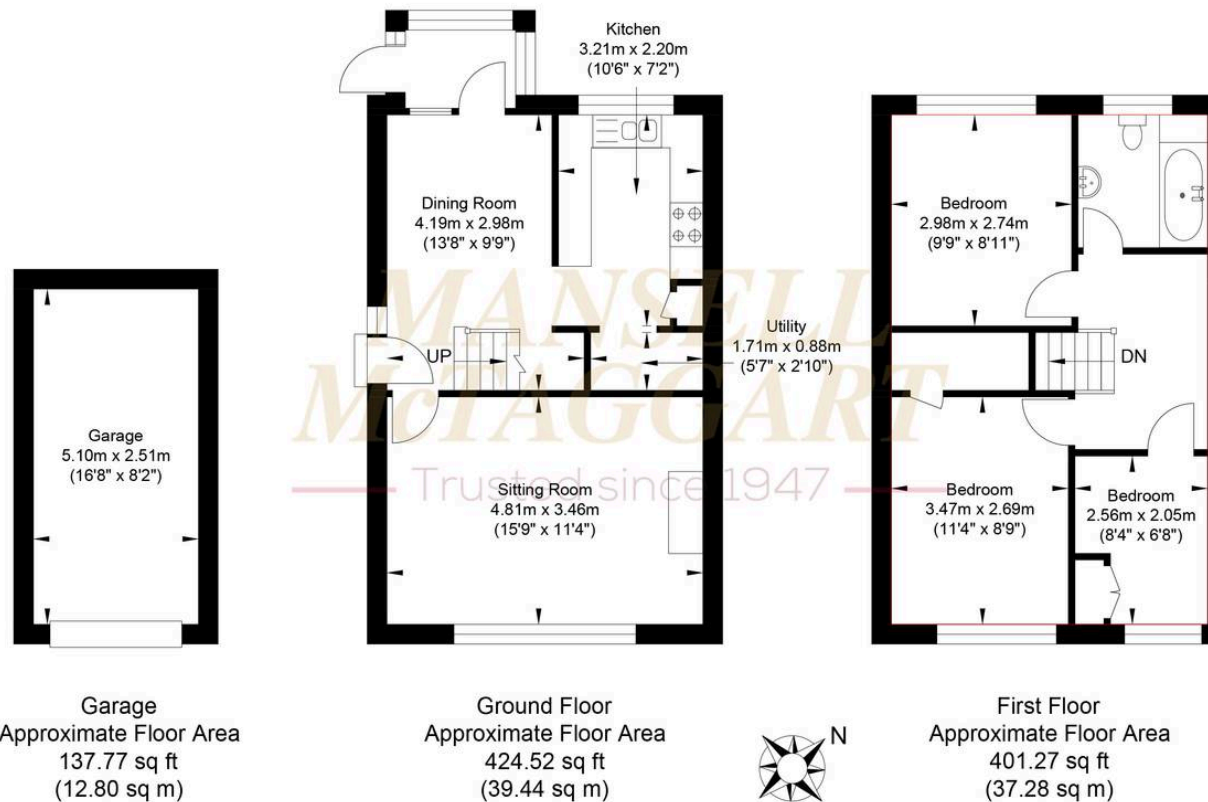 Kitchen
3.21m x 2.20m
(10'6" x 7'2")
Dining Room
4.19m x 2.98m
(13'8" x 9'9")
Bedroom
2.98m x 2.74m
(9'9" x 8'11")
MANSELL
McTAGGART
Trusted since 1947
UP
Utility
1.71m x 0.88m
(5'7" x 2'10")
DN
Garage
5.10m x 2.51m
(16'8" x 8'2")
Sitting Room
4.81m x 3.46m
(15'9" x 11'4")
Bedroom
3.47m x 2.69m
(11'4" x 8'9")
Bedroom
2.56m x 2.05m
(8'4" x 6'8")
Garage
Approximate Floor Area
137.77 sq ft
(12.80 sq m)
Ground Floor
Approximate Floor Area
424.52 sq ft
(39.44 sq m)
N
First Floor
Approximate Floor Area
401.27 sq ft
(37.28 sq m)